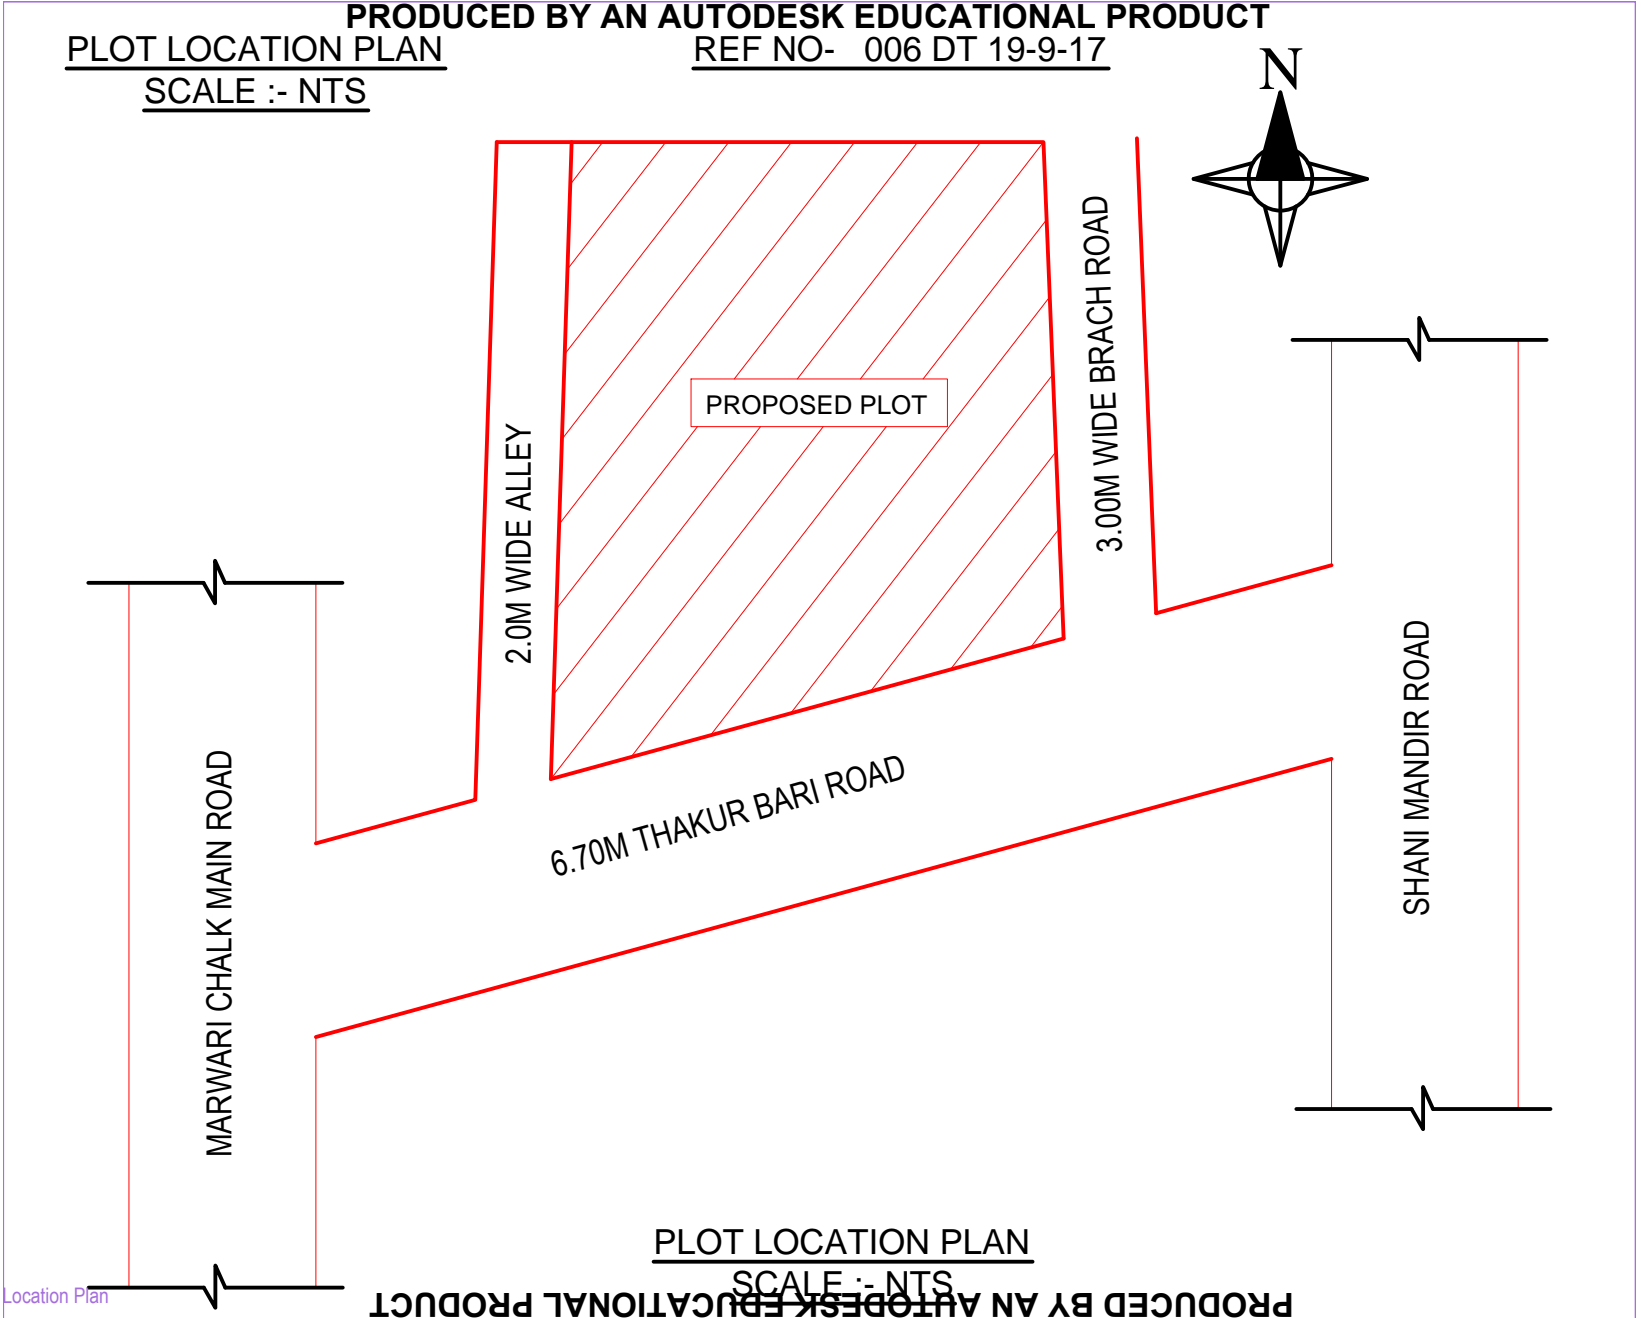 PRODUCED BY AN AUTODESK EDUCATIONAL PRODUCT
PLOT LOCATION PLAN
SCALE :- NTS
REF NO- 006 DT 19-9-17
N
PROPOSED PLOT
2.0M WIDE ALLEY
3.00M WIDE BRACH ROAD
6.70M THAKUR BARI ROAD
MARWARI CHALK MAIN ROAD
SHANI MANDIR ROAD
PLOT LOCATION PLAN
SCALE :- NTS
Location Plan
PRODUCED BY AN AUTODESK EDUCATIONAL PRODUCT